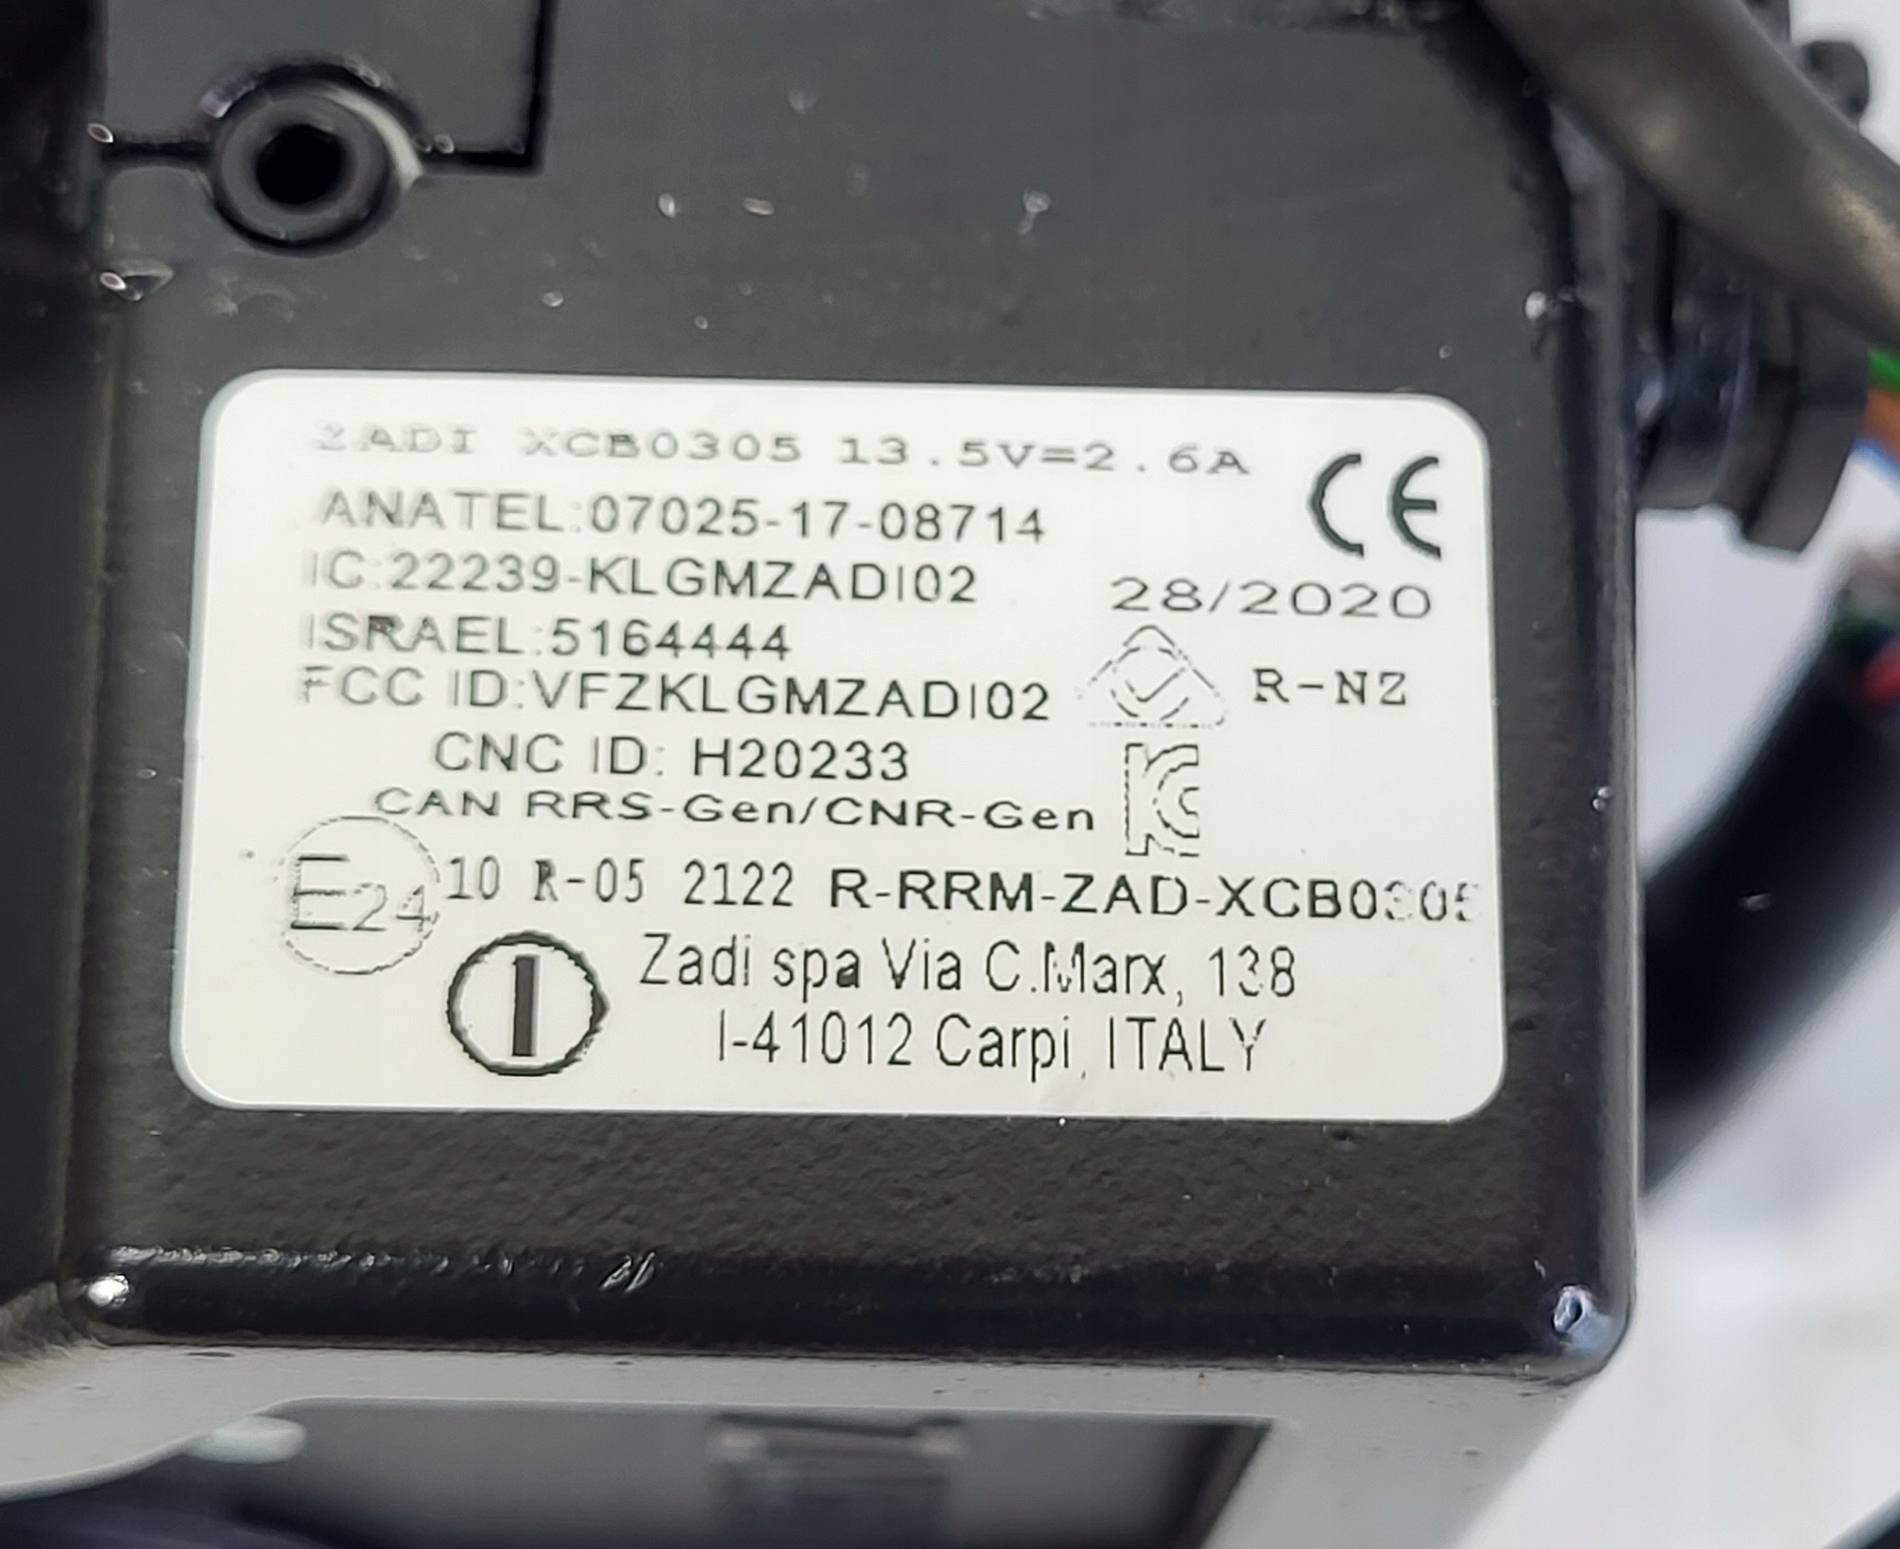 ZADI XCB0305 13.5V=2.6A
CE
ANATEL:07025-17-08714
IC:22239-KLGMZADI02
28/2020
ISRAEL:5164444
FCC ID:VFZKLGMZADI02
R-NZ
CNC ID: H20233
CAN RRS-Gen/CNR-Gen
KC
E24
10 R-05 2122 R-RRM-ZAD-XCB0305
I
Zadi spa Via C.Marx, 138
I-41012 Carpi, ITALY